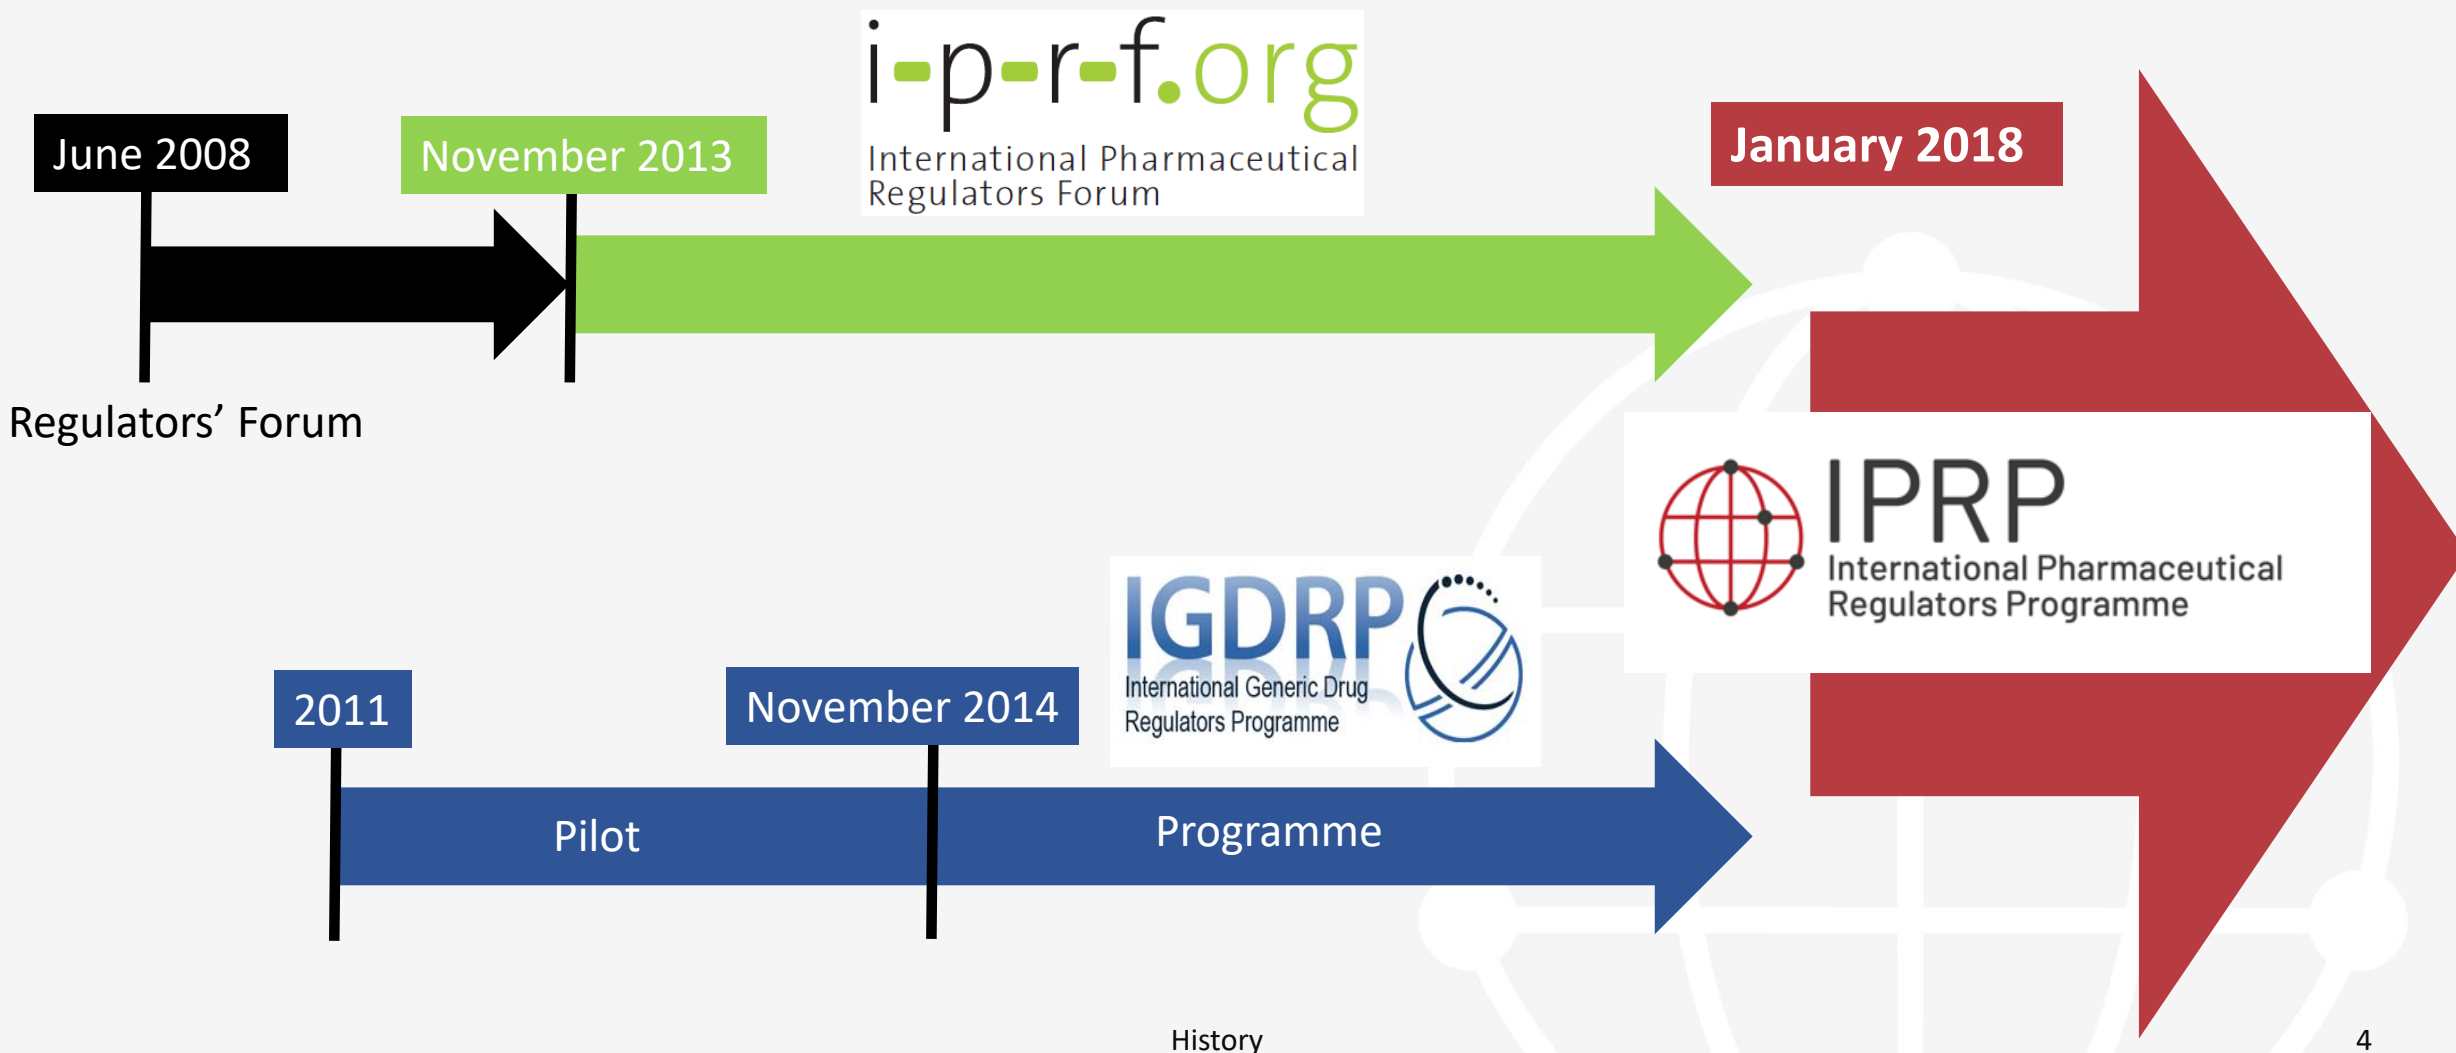 i-p-r-f.org
International Pharmaceutical
Regulators Forum
June 2008
November 2013
January 2018
Regulators’ Forum
IPRP
International Pharmaceutical
Regulators Programme
IGDRP
International Generic Drug
Regulators Programme
2011
November 2014
Pilot
Programme
History
4